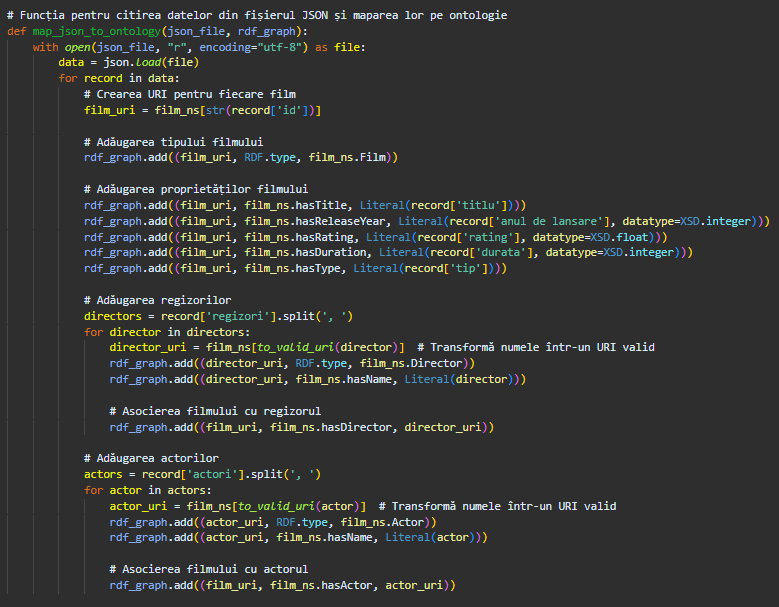 # Funcția pentru citirea datelor din fișierul JSON și maparea lor pe ontologie
def map_json_to_ontology(json_file, rdf_graph):
    with open(json_file, "r", encoding="utf-8") as file:
        data = json.load(file)
        for record in data:
            # Crearea URI pentru fiecare film
            film_uri = film_ns[str(record['id'])]

            # Adăugarea tipului filmului
            rdf_graph.add((film_uri, RDF.type, film_ns.Film))

            # Adăugarea proprietăților filmului
            rdf_graph.add((film_uri, film_ns.hasTitle, Literal(record['titlu'])))
            rdf_graph.add((film_uri, film_ns.hasReleaseYear, Literal(record['anul de lansare'], datatype=XSD.integer)))
            rdf_graph.add((film_uri, film_ns.hasRating, Literal(record['rating'], datatype=XSD.float)))
            rdf_graph.add((film_uri, film_ns.hasDuration, Literal(record['durata'], datatype=XSD.integer)))
            rdf_graph.add((film_uri, film_ns.hasType, Literal(record['tip'])))

            # Adăugarea regizorilor
            directors = record['regizori'].split(', ')
            for director in directors:
                director_uri = film_ns[to_valid_uri(director)]  # Transformă numele într-un URI valid
                rdf_graph.add((director_uri, RDF.type, film_ns.Director))
                rdf_graph.add((director_uri, film_ns.hasName, Literal(director)))

                # Asocierea filmului cu regizorul
                rdf_graph.add((film_uri, film_ns.hasDirector, director_uri))

            # Adăugarea actorilor
            actors = record['actori'].split(', ')
            for actor in actors:
                actor_uri = film_ns[to_valid_uri(actor)]  # Transformă numele într-un URI valid
                rdf_graph.add((actor_uri, RDF.type, film_ns.Actor))
                rdf_graph.add((actor_uri, film_ns.hasName, Literal(actor)))

                # Asocierea filmului cu actorul
                rdf_graph.add((film_uri, film_ns.hasActor, actor_uri))